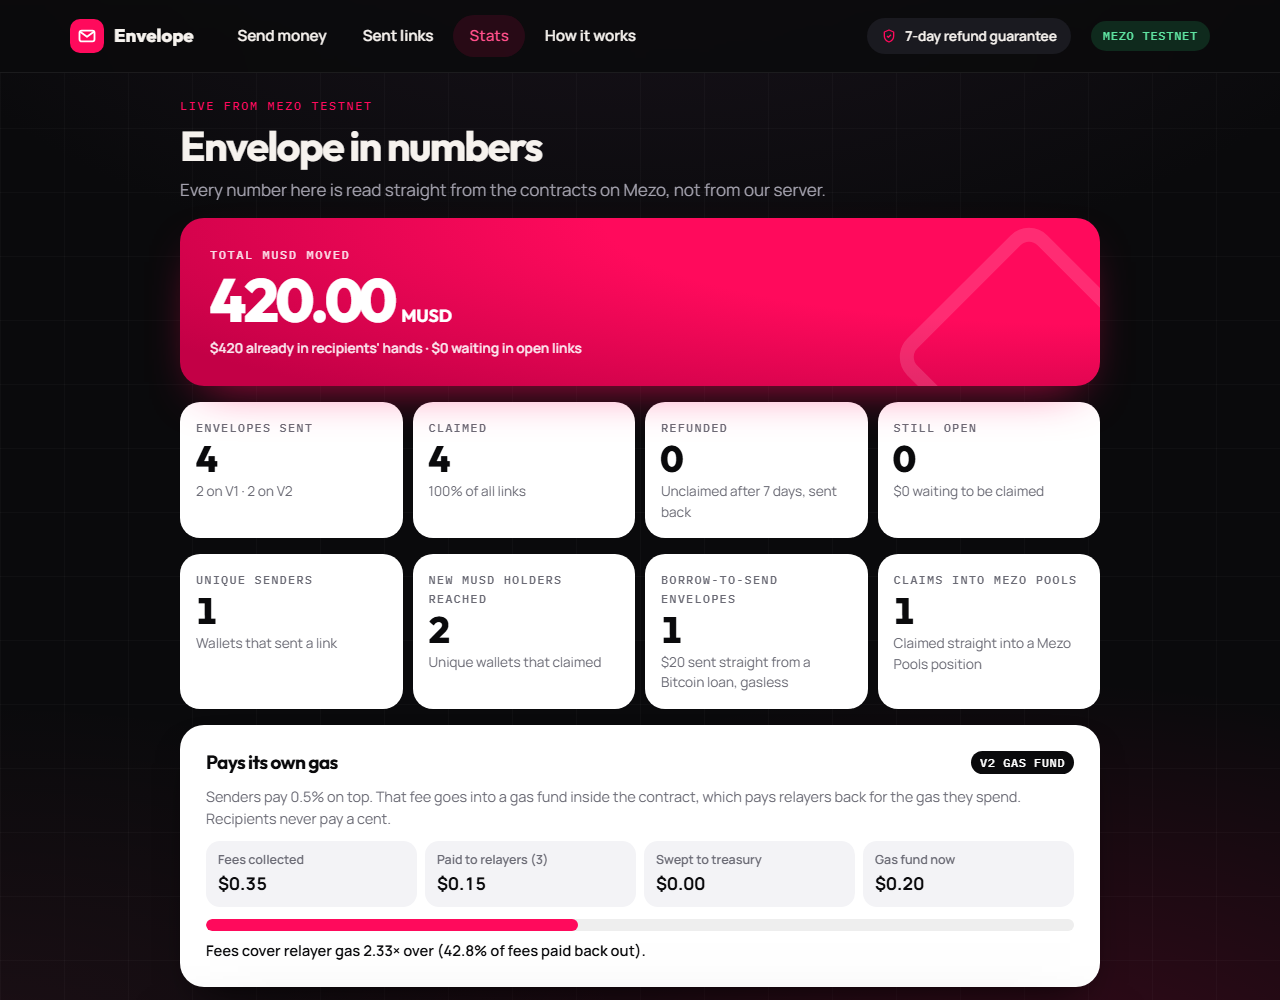 Envelope
Send money
Sent links
Stats
How it works
7-day refund guarantee
MEZO TESTNET
LIVE FROM MEZO TESTNET
Envelope in numbers
Every number here is read straight from the contracts on Mezo, not from our server.
TOTAL MUSD MOVED
420.00 MUSD
$420 already in recipients' hands · $0 waiting in open links
ENVELOPES SENT
4
2 on V1 · 2 on V2
CLAIMED
4
100% of all links
REFUNDED
0
Unclaimed after 7 days, sent
back
STILL OPEN
0
$0 waiting to be claimed
UNIQUE SENDERS
1
Wallets that sent a link
NEW MUSD HOLDERS
REACHED
2
Unique wallets that claimed
BORROW-TO-SEND
ENVELOPES
1
$20 sent straight from a
Bitcoin loan, gasless
CLAIMS INTO MEZO POOLS
1
Claimed straight into a Mezo
Pools position
Pays its own gas
V2 GAS FUND
Senders pay 0.5% on top. That fee goes into a gas fund inside the contract, which pays relayers back for the gas they spend.
Recipients never pay a cent.
Fees collected
$0.35
Paid to relayers (3)
$0.15
Swept to treasury
$0.00
Gas fund now
$0.20
Fees cover relayer gas 2.33× over (42.8% of fees paid back out).